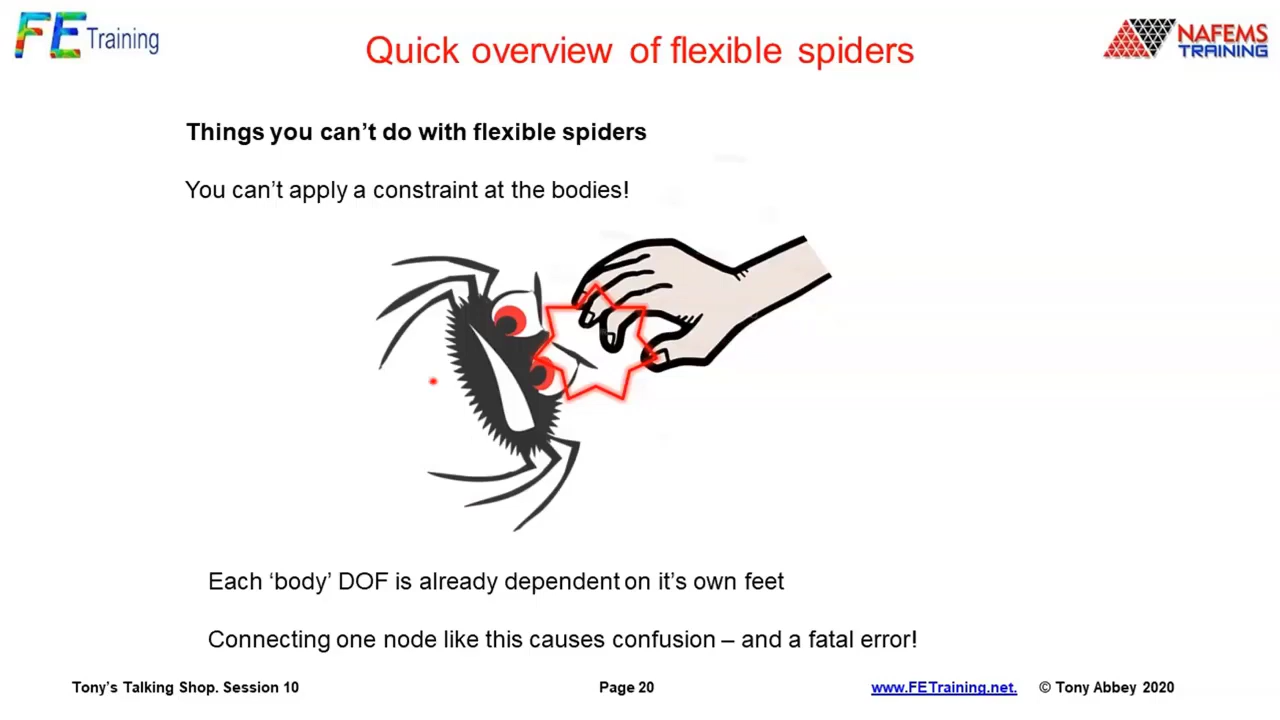 FE Training
Quick overview of flexible spiders
NAFEMS
TRAINING
Things you can’t do with flexible spiders
You can’t apply a constraint at the bodies!
Each ‘body’ DOF is already dependent on it’s own feet
Connecting one node like this causes confusion – and a fatal error!
Tony’s Talking Shop. Session 10
Page 20
www.FETraining.net.
© Tony Abbey 2020